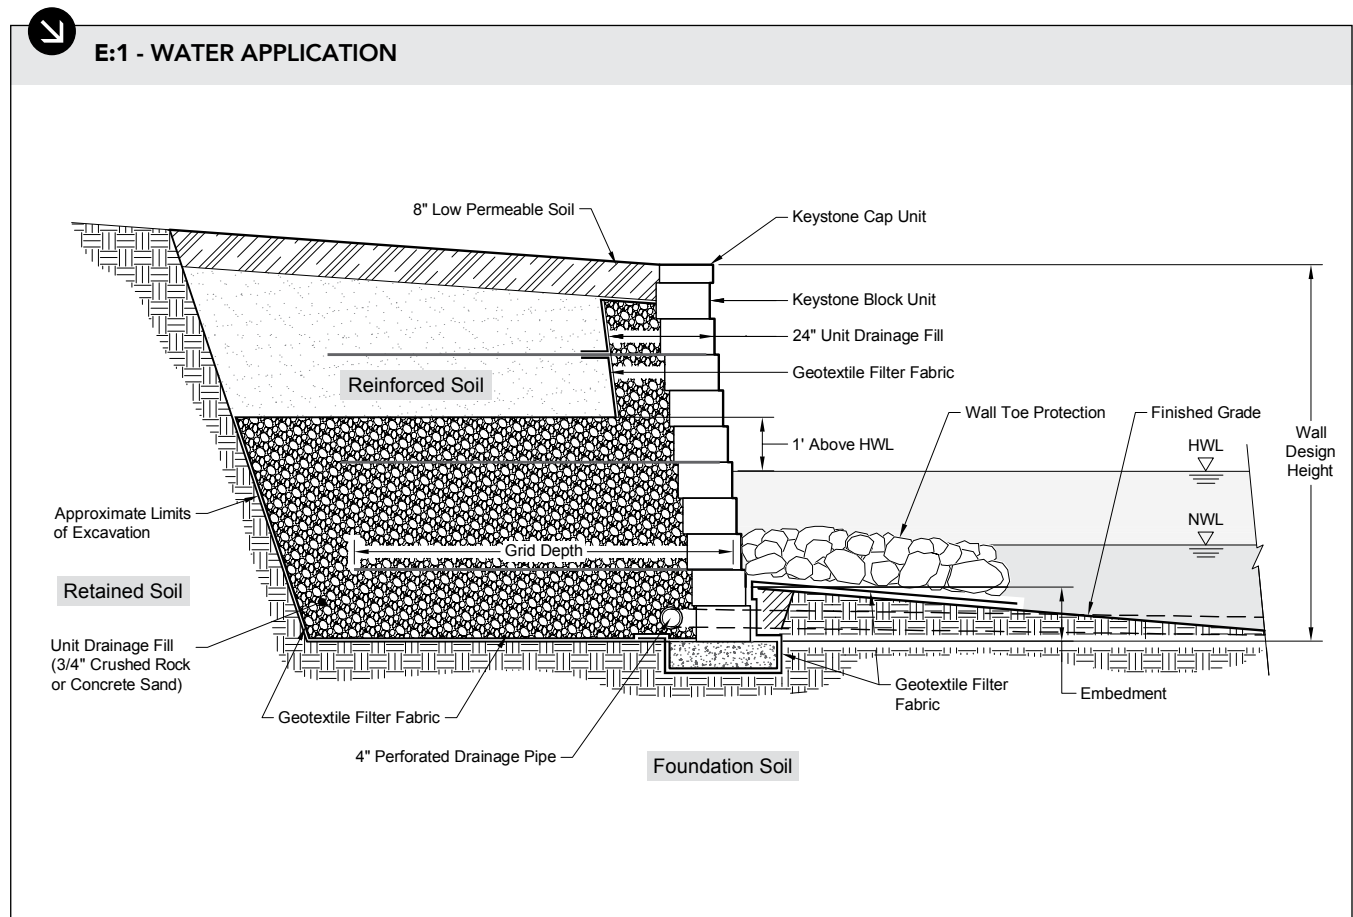 E:1 - WATER APPLICATION
8" Low Permeable Soil
Keystone Cap Unit
Keystone Block Unit
24" Unit Drainage Fill
Geotextile Filter Fabric
Reinforced Soil
Wall Toe Protection
Finished Grade
1' Above HWL
HWL
Wall
Design
Height
NWL
Approximate Limits
of Excavation
Grid Depth
Retained Soil
Unit Drainage Fill
(3/4" Crushed Rock
or Concrete Sand)
Geotextile Filter
Fabric
Embedment
Geotextile Filter Fabric
4" Perforated Drainage Pipe
Foundation Soil